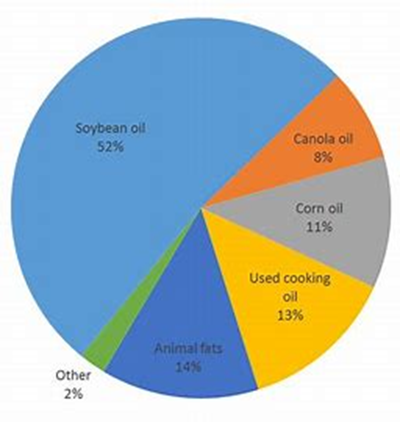 Soybean oil
52%
Canola oil
8%
Corn oil
11%
Used cooking
oil
13%
Animal fats
14%
Other
2%